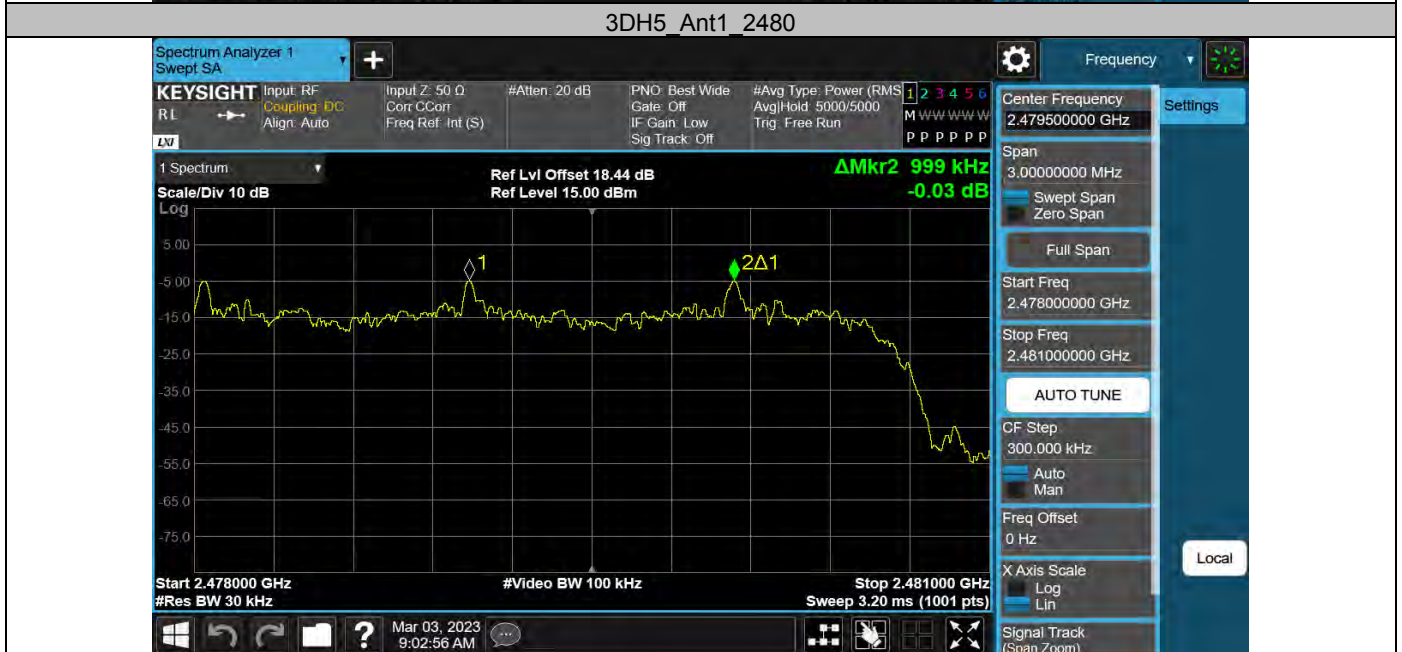 3DH5_Ant1_2480
Spectrum Analyzer 1
Swept SA
Frequency
KEYSIGHT
RL
LXI
Input: RF
Coupling: DC
Align: Auto
Input Z: 50 Ω
Corr CCorr
Freq Ref: Int (S)
#Atten: 20 dB
PNO: Best Wide
Gate: Off
IF Gain: Low
Sig Track: Off
#Avg Type: Power (RMS
Avg|Hold: 5000/5000
Trig: Free Run
1 2 3 4 5 6
M W W W W W
P P P P P P
1 Spectrum
Scale/Div 10 dB
Log
Ref Lvl Offset 18.44 dB
Ref Level 15.00 dBm
ΔMkr2 999 kHz
-0.03 dB
5.00
-5.00
-15.0
-25.0
-35.0
-45.0
-55.0
-65.0
-75.0
1
2Δ1
Start 2.478000 GHz
#Res BW 30 kHz
#Video BW 100 kHz
Stop 2.481000 GHz
Sweep 3.20 ms (1001 pts)
Mar 03, 2023
9:02:56 AM
Center Frequency
2.479500000 GHz
Settings
Span
3.00000000 MHz
Swept Span
Zero Span
Full Span
Start Freq
2.478000000 GHz
Stop Freq
2.481000000 GHz
AUTO TUNE
CF Step
300.000 kHz
Auto
Man
Freq Offset
0 Hz
Local
X Axis Scale
Log
Lin
Signal Track
(Span Zoom)